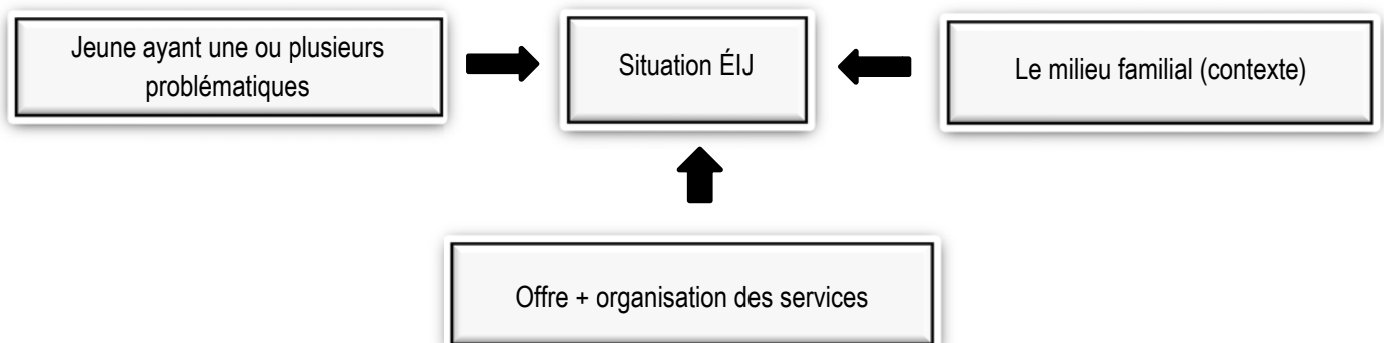 Jeune ayant une ou plusieurs
problématiques
Situation ÉIJ
Le milieu familial (contexte)
Offre + organisation des services